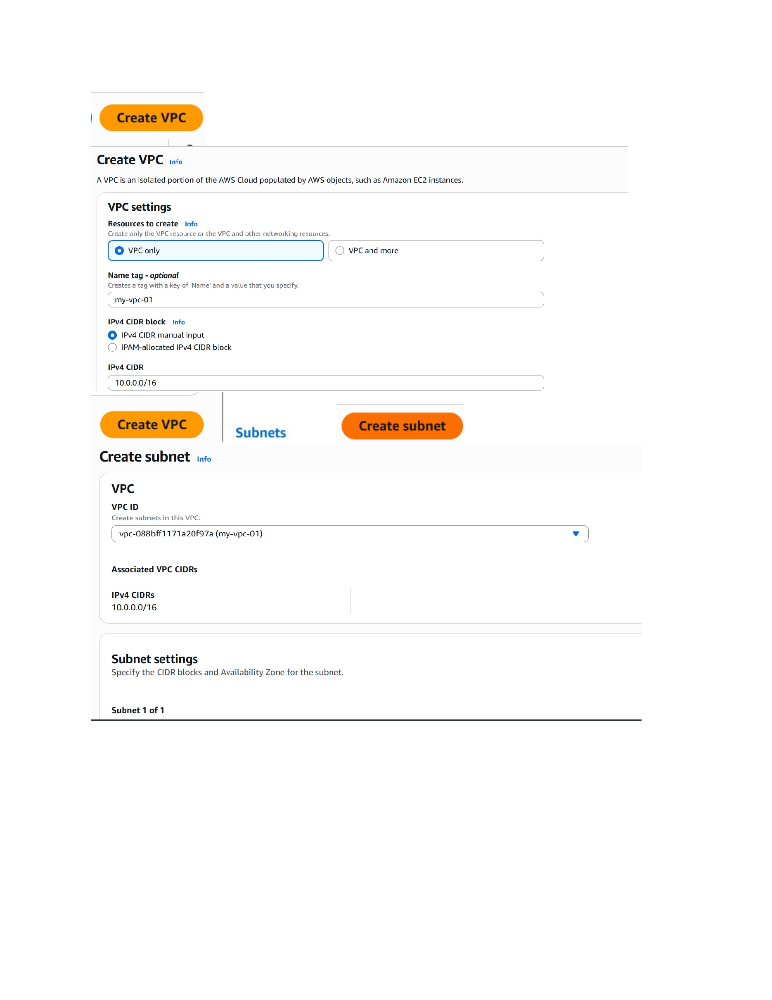 Create VPC
Create VPC Info
A VPC is an isolated portion of the AWS Cloud populated by AWS objects, such as Amazon EC2 instances.
VPC settings
Resources to create Info
Create only the VPC resource or the VPC and other networking resources.
VPC only VPC and more
Name tag - optional
Creates a tag with a key of 'Name' and a value that you specify.
my-vpc-01
IPv4 CIDR block Info
IPv4 CIDR manual input
IPAM-allocated IPv4 CIDR block
IPv4 CIDR
10.0.0.0/16
Create VPC Subnets Create subnet
Create subnet Info
VPC
VPC ID
Create subnets in this VPC.
vpc-088bff1171a20f97a (my-vpc-01)
Associated VPC CIDRs
IPv4 CIDRs
10.0.0.0/16
Subnet settings
Specify the CIDR blocks and Availability Zone for the subnet.
Subnet 1 of 1